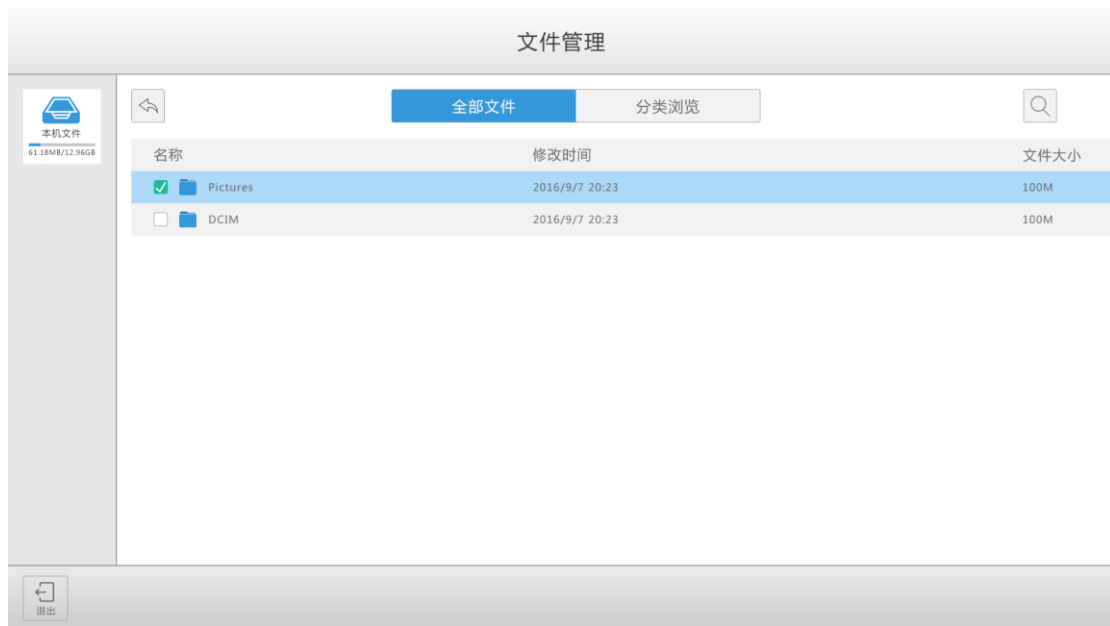 文件管理
本机文件
61.18MB/12.96GB
全部文件 分类浏览
名称 修改时间 文件大小
Pictures 2016/9/7 20:23 100M
DCIM 2016/9/7 20:23 100M
退出